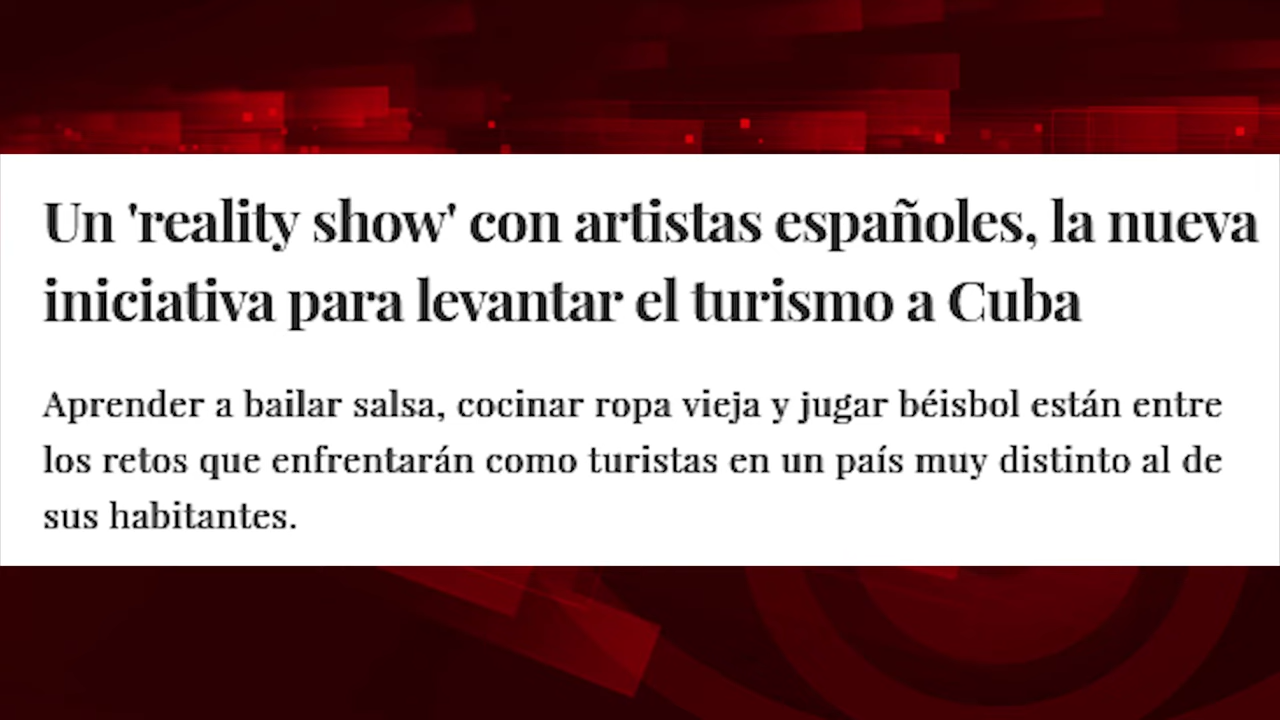 Un 'reality show' con artistas españoles, la nueva
iniciativa para levantar el turismo a Cuba
Aprender a bailar salsa, cocinar ropa vieja y jugar béisbol están entre
los retos que enfrentarán como turistas en un país muy distinto al de
sus habitantes.